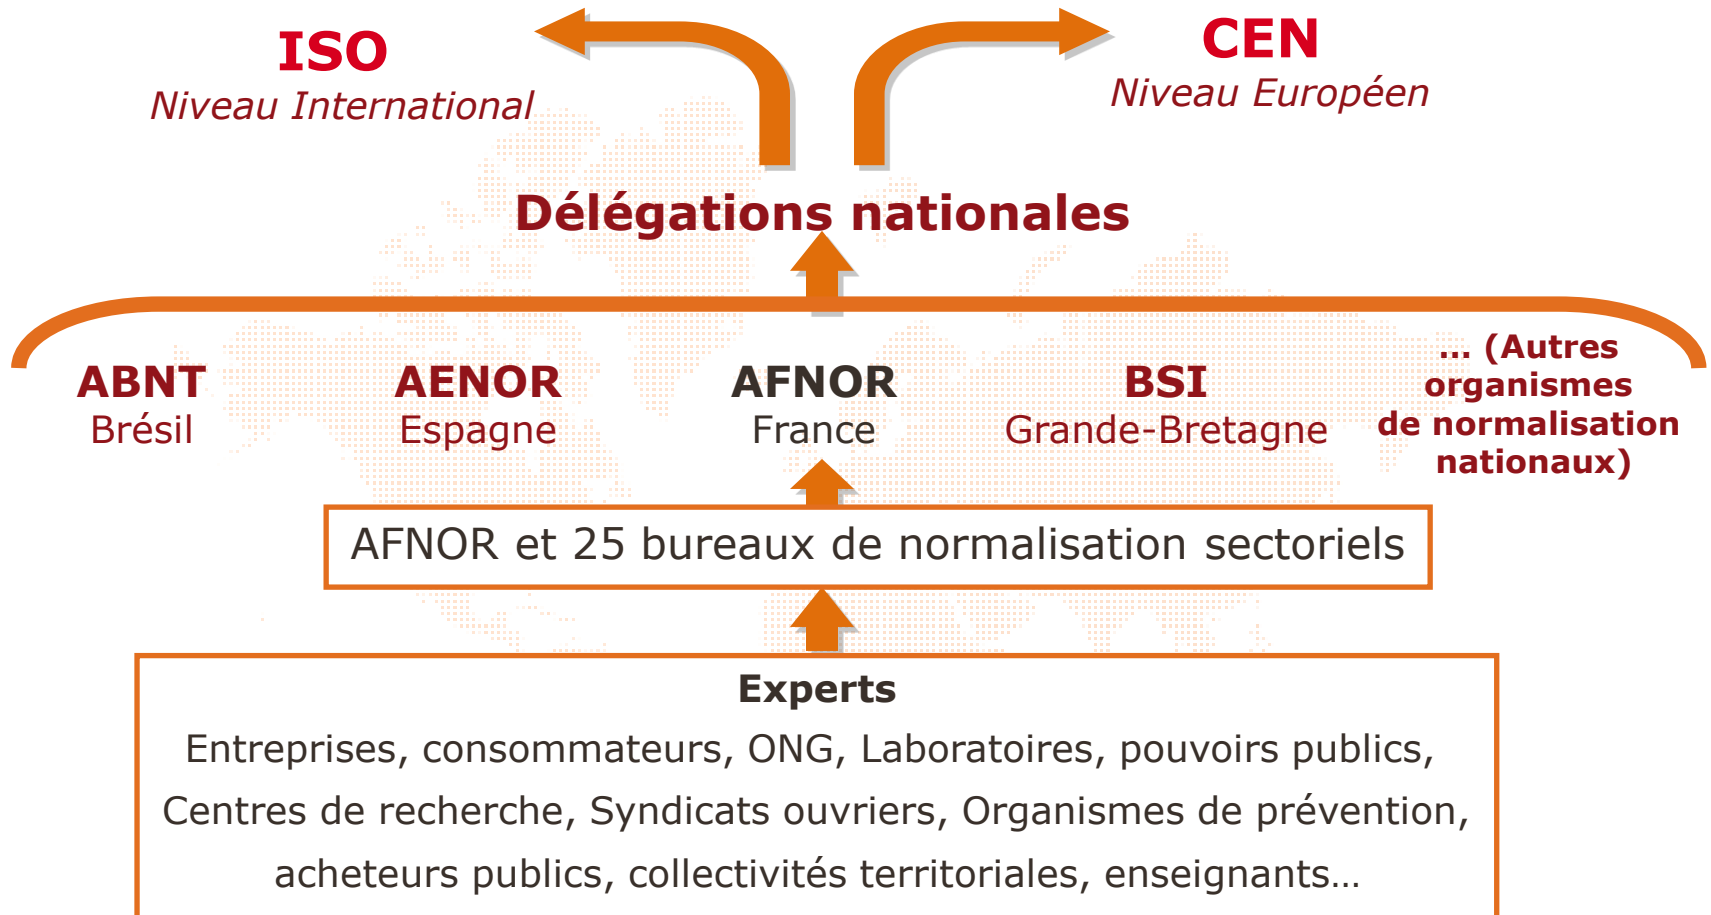 ISO
Niveau International
CEN
Niveau Européen
Délégations nationales
ABNT
Brésil
AENOR
Espagne
AFNOR
France
BSI
Grande-Bretagne
... (Autres
organismes
de normalisation
nationaux)
AFNOR et 25 bureaux de normalisation sectoriels
Experts
Entreprises, consommateurs, ONG, Laboratoires, pouvoirs publics,
Centres de recherche, Syndicats ouvriers, Organismes de prévention,
acheteurs publics, collectivités territoriales, enseignants…